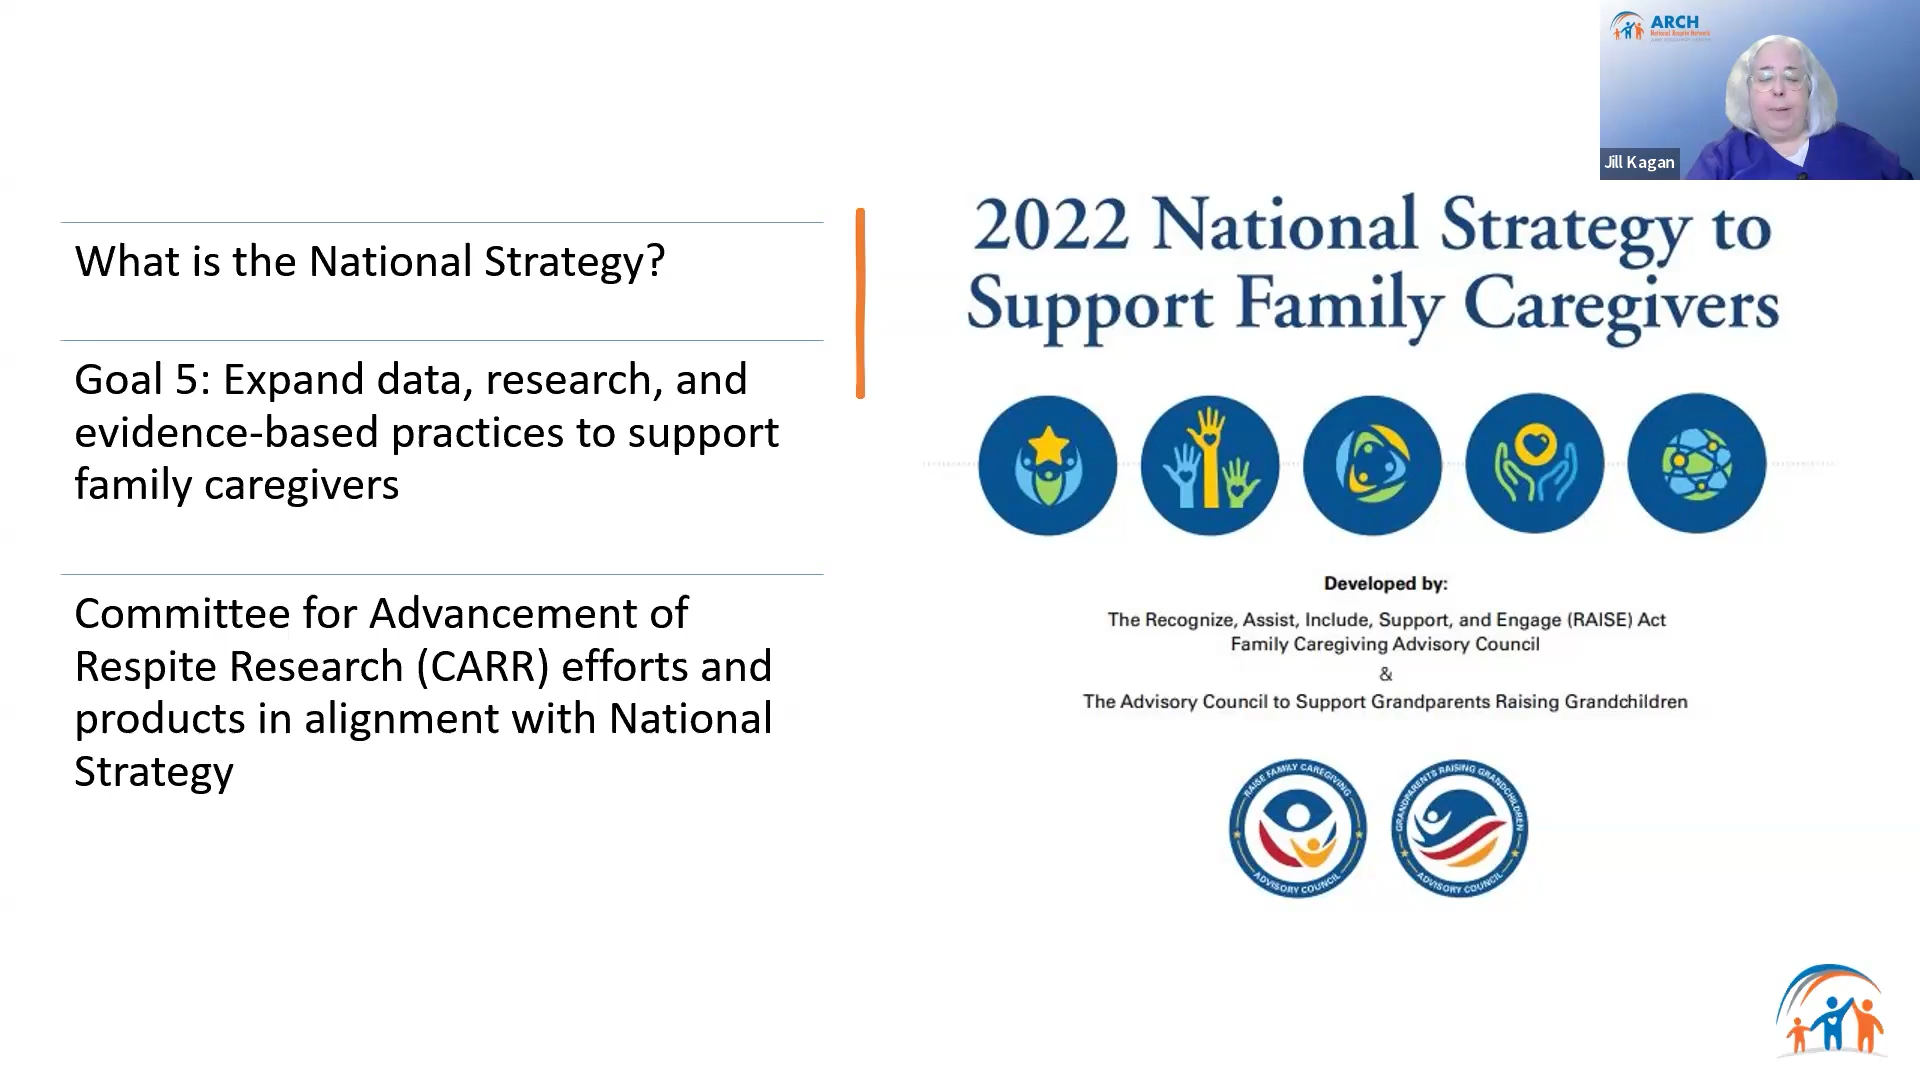 ARCH
National Respite Network
Jill Kagan
What is the National Strategy?
Goal 5: Expand data, research, and
evidence-based practices to support
family caregivers
Committee for Advancement of
Respite Research (CARR) efforts and
products in alignment with National
Strategy
2022 National Strategy to
Support Family Caregivers
Developed by:
The Recognize, Assist, Include, Support, and Engage (RAISE) Act
Family Caregiving Advisory Council
&
The Advisory Council to Support Grandparents Raising Grandchildren
RAISE FAMILY CAREGIVING
ADVISORY COUNCIL
GRANDPARENTS RAISING GRANDCHILDREN
ADVISORY COUNCIL